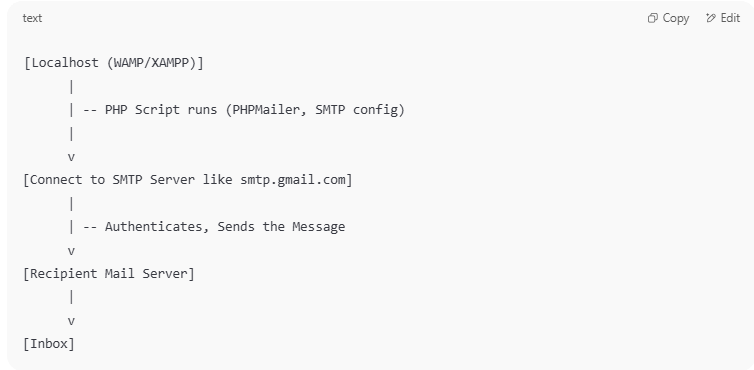 text
Copy
Edit
[Localhost (WAMP/XAMPP)]
|
| -- PHP Script runs (PHPMailer, SMTP config)
|
v
[Connect to SMTP Server like smtp.gmail.com]
|
| -- Authenticates, Sends the Message
v
[Recipient Mail Server]
|
v
[Inbox]